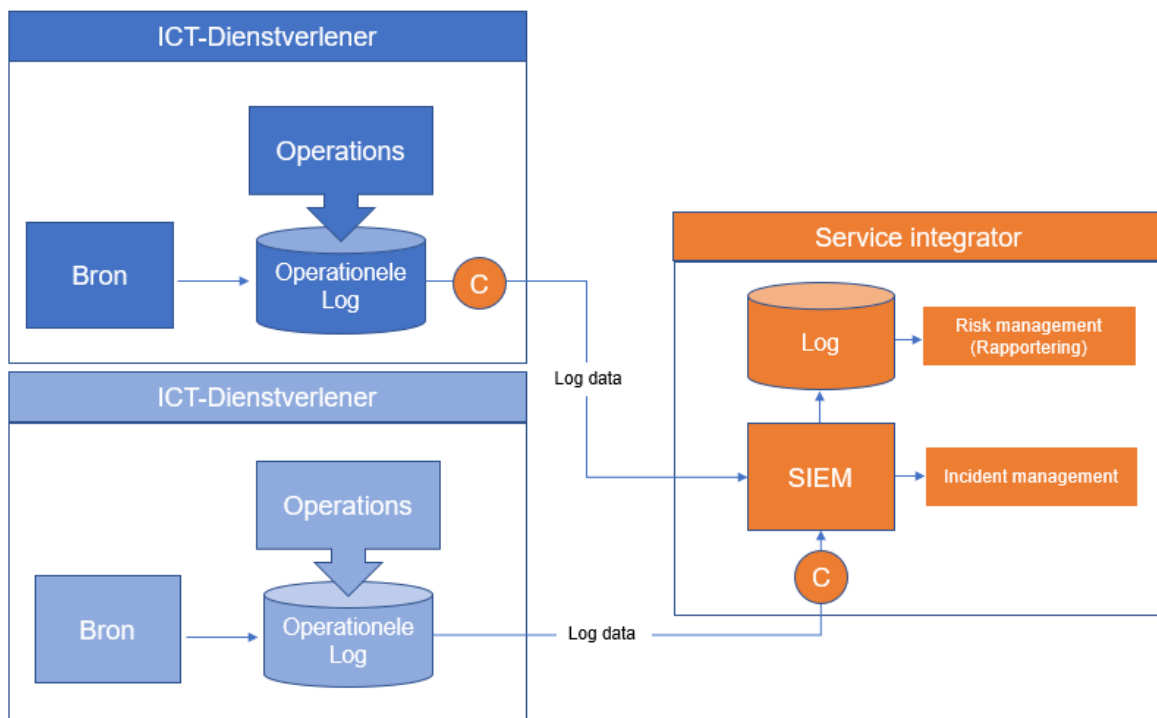 ICT-Dienstverlener
Operations
Bron
Operationele
Log
C
Log data
ICT-Dienstverlener
Operations
Bron
Operationele
Log
Log data
Service integrator
Log
Risk management
(Rapportering)
SIEM
Incident management
C